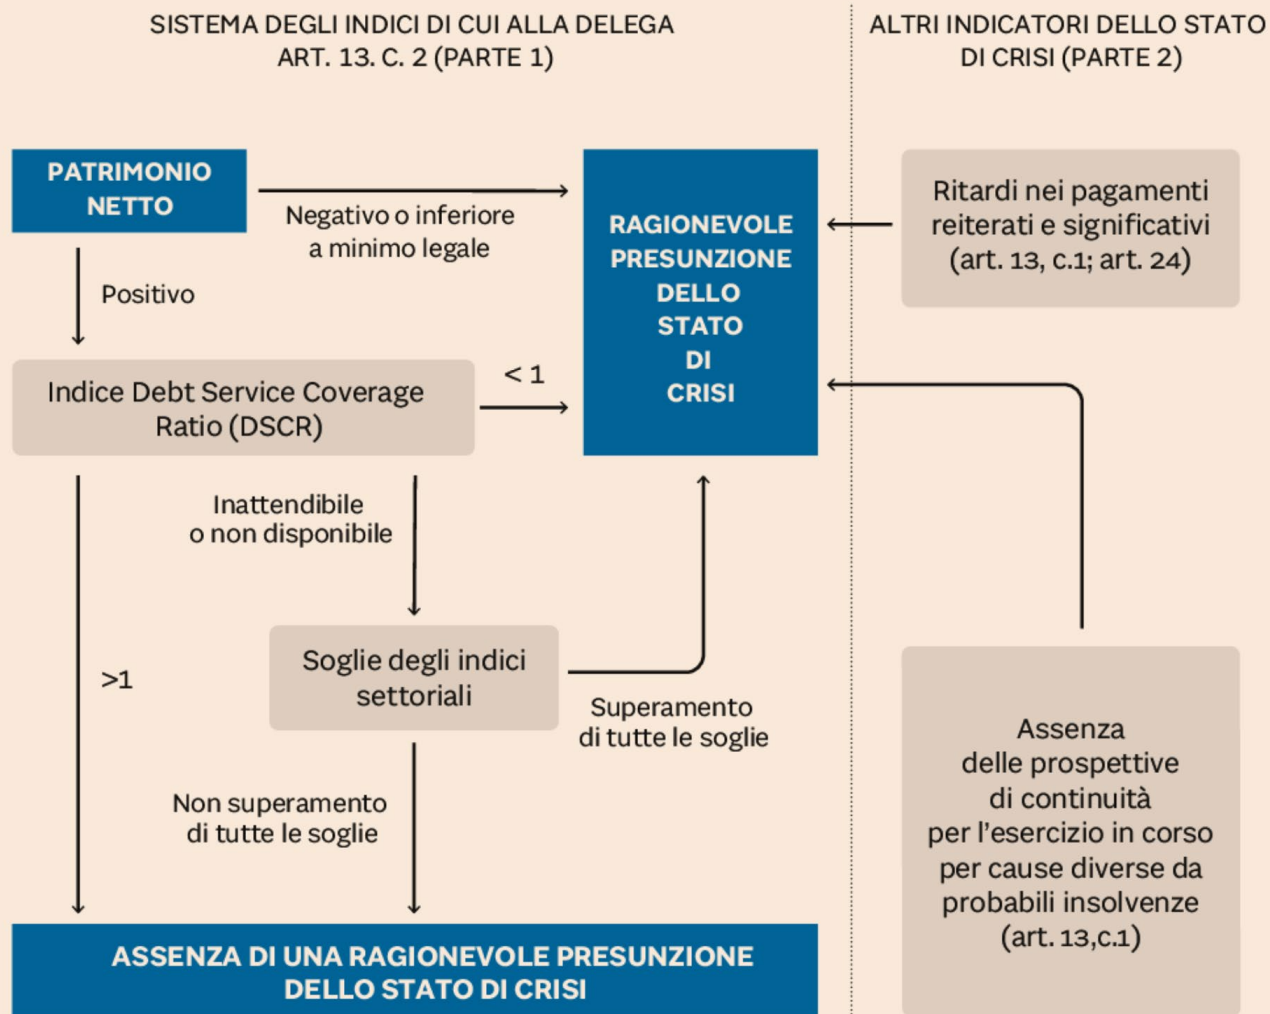 SISTEMA DEGLI INDICI DI CUI ALLA DELEGA
ART. 13. C. 2 (PARTE 1)
ALTRI INDICATORI DELLO STATO
DI CRISI (PARTE 2)
PATRIMONIO
NETTO
Negativo o inferiore
a minimo legale
RAGIONEVOLE
PRESUNZIONE
DELLO
STATO
DI
CRISI
Ritardi nei pagamenti
reiterati e significativi
(art. 13, c.1; art. 24)
Positivo
Indice Debt Service Coverage
Ratio (DSCR)
< 1
Inattendibile
o non disponibile
>1
Soglie degli indici
settoriali
Superamento
di tutte le soglie
Non superamento
di tutte le soglie
Assenza
delle prospettive
di continuità
per l'esercizio in corso
per cause diverse da
probabili insolvenze
(art. 13,c.1)
ASSENZA DI UNA RAGIONEVOLE PRESUNZIONE
DELLO STATO DI CRISI